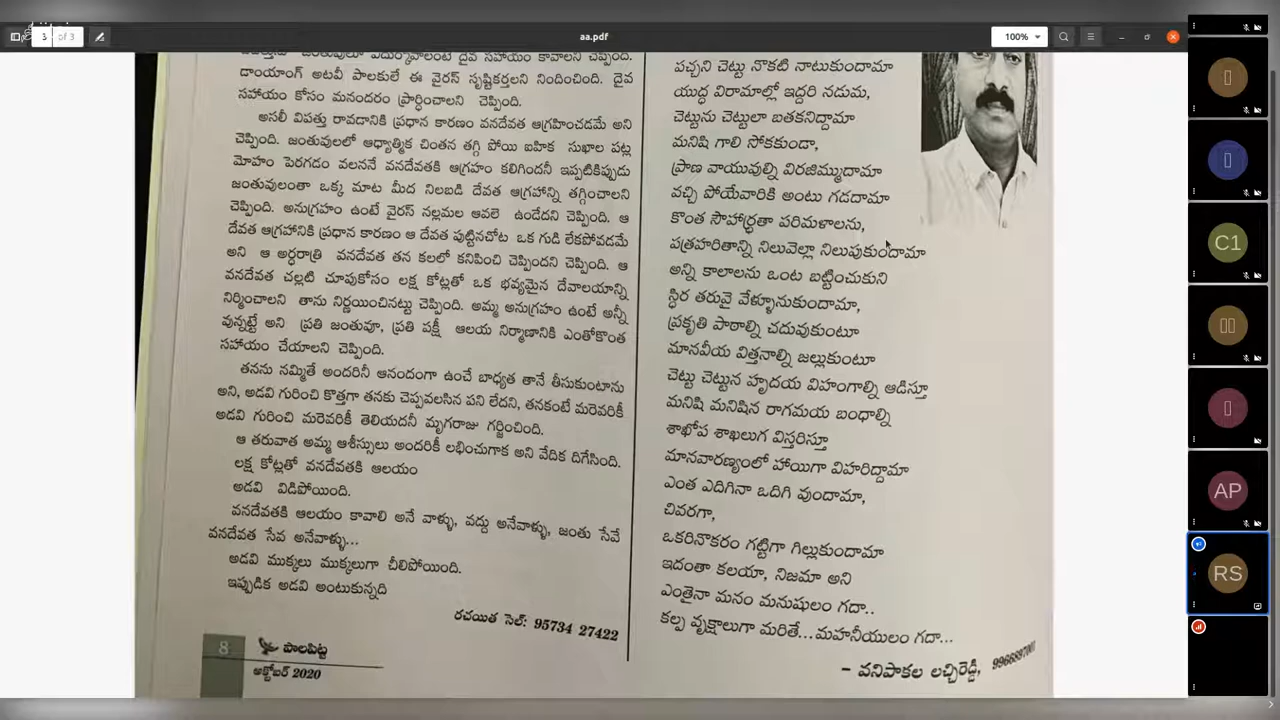 3 of 3
aa.pdf
100%
డాంయాంగ్ అటవీ పాలకులే ఈ వైరస్ సృష్టికర్తలని నిందించింది. దైవ
సహాయం కోసం మనందరం ప్రార్థించాలని చెప్పింది.
అసలీ విపత్తు రావడానికి ప్రధాన కారణం వనదేవత ఆగ్రహించడమే అని
చెప్పింది. జంతువులలో ఆధ్యాత్మిక చింతన తగ్గి పోయి ఐహిక సుఖాల పట్ల
మోహం పెరగడం వలననే వనదేవతకి ఆగ్రహం కలిగిందనీ ఇప్పటికిప్పుడు
జంతువులంతా ఒక్క మాట మీద నిలబడి దేవత ఆగ్రహాన్ని తగ్గించాలని
చెప్పింది. అనుగ్రహం ఉంటే వైరస్ నల్లమల ఆవలె ఉండేదని చెప్పింది. ఆ
దేవత ఆగ్రహానికి ప్రధాన కారణం ఆ దేవత పుట్టినచోట ఒక గుడి లేకపోవడమే
అని ఆ అర్ధరాత్రి వనదేవత తన కలలో కనిపించి చెప్పిందని చెప్పింది. ఆ
వనదేవత చల్లటి చూపుకోసం లక్ష కోట్లతో ఒక భవ్యమైన దేవాలయాన్ని
నిర్మించాలని తాను నిర్ణయించినట్టు చెప్పింది. అమ్మ అనుగ్రహం ఉంటే అన్నీ
వున్నట్టే అని ప్రతి జంతువూ, ప్రతి పక్షీ ఆలయ నిర్మాణానికి ఎంతోకొంత
సహాయం చేయాలని చెప్పింది.
తనను నమ్మితే అందరినీ ఆనందంగా ఉంచే బాధ్యత తానే తీసుకుంటాను
అని, అడవి గురించి కొత్తగా తనకు చెప్పవలసిన పని లేదని, తనకంటే మరెవరికీ
అడవి గురించి మరెవరికీ తెలియదనీ మృగరాజు గర్జించింది.
ఆ తరువాత అమ్మ ఆశీస్సులు అందరికీ లభించుగాక అని వేదిక దిగేసింది.
లక్ష కోట్లతో వనదేవతకి ఆలయం
అడవి విడిపోయింది.
వనదేవతకి ఆలయం కావాలి అనే వాళ్ళు, వద్దు అనేవాళ్ళు, జంతు సేవే
వనదేవత సేవ అనేవాళ్ళు...
అడవి ముక్కలు ముక్కలుగా చీలిపోయింది.
ఇప్పుడిక అడవి అంటుకున్నది
రచయిత సెల్: 95734 27422
8
పాలపిట్ట
అక్టోబర్ 2020
పచ్చని చెట్టు నొకటి నాటుకుందామా
యుద్ధ విరామాల్లో ఇద్దరి నడుమ,
చెట్టును చెట్టులా బతకనిద్దామా
మనిషి గాలి సోకకుండా,
ప్రాణ వాయువుల్ని విరజిమ్ముదామా
వచ్చి పోయేవారికి అంటు గడదామా
కొంత సౌహార్ద్రతా పరిమళాలను,
పత్రహరితాన్ని నిలువెల్లా నిలుపుకుందామా
అన్ని కాలాలను ఒంట బట్టించుకుని
స్థిర తరువై వేళ్ళూనుకుందామా,
ప్రకృతి పాఠాల్ని చదువుకుంటూ
మానవీయ విత్తనాల్ని జల్లుకుంటూ
చెట్టు చెట్టున హృదయ విహంగాల్ని ఆడిస్తూ
మనిషి మనిషిన రాగమయ బంధాల్ని
శాఖోప శాఖలుగ విస్తరిస్తూ
మానవారణ్యంలో హాయిగా విహరిద్దామా
ఎంత ఎదిగినా ఒదిగి వుందామా,
చివరగా,
ఒకరినొకరం గట్టిగా గిల్లుకుందామా
ఇదంతా కలయా, నిజమా అని
ఎంతైనా మనం మనుషులం గదా..
కల్ప వృక్షాలుగా మరితే...మహనీయులం గదా...
– వనిపాకల లచ్చిరెడ్డి,
C1
AP
RS